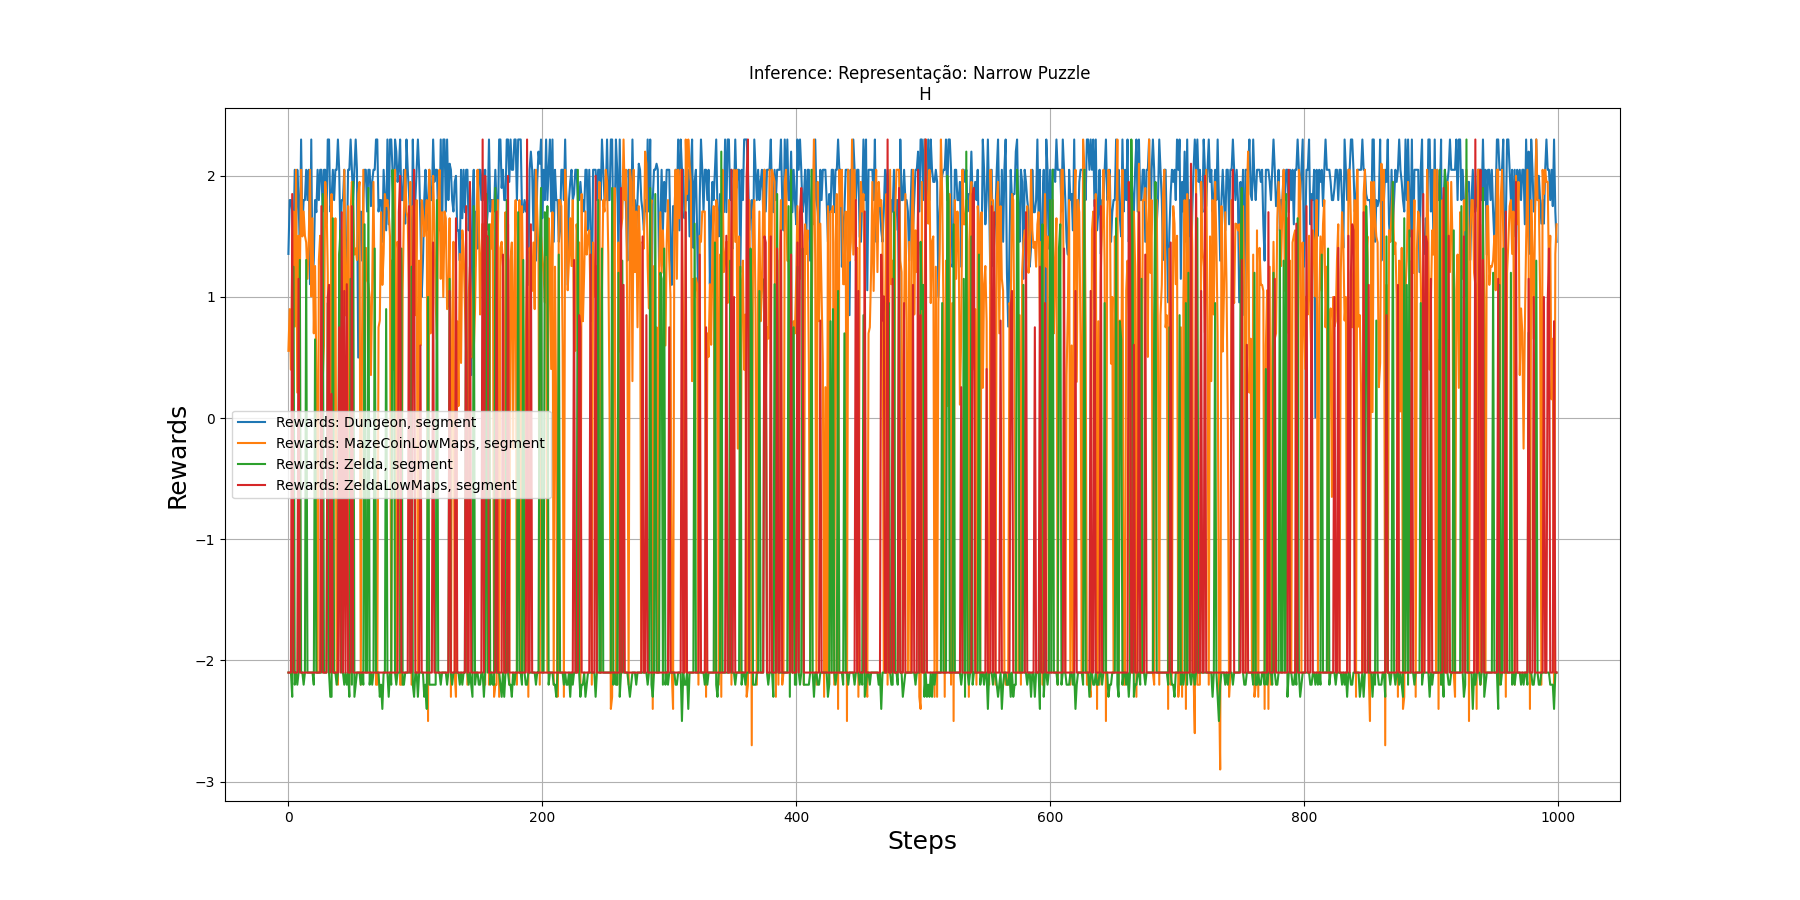 Inference: Representação: Narrow Puzzle
H
Rewards
2
1
0
−1
−2
−3
Rewards: Dungeon, segment
Rewards: MazeCoinLowMaps, segment
Rewards: Zelda, segment
Rewards: ZeldaLowMaps, segment
0
200
400
600
800
1000
Steps